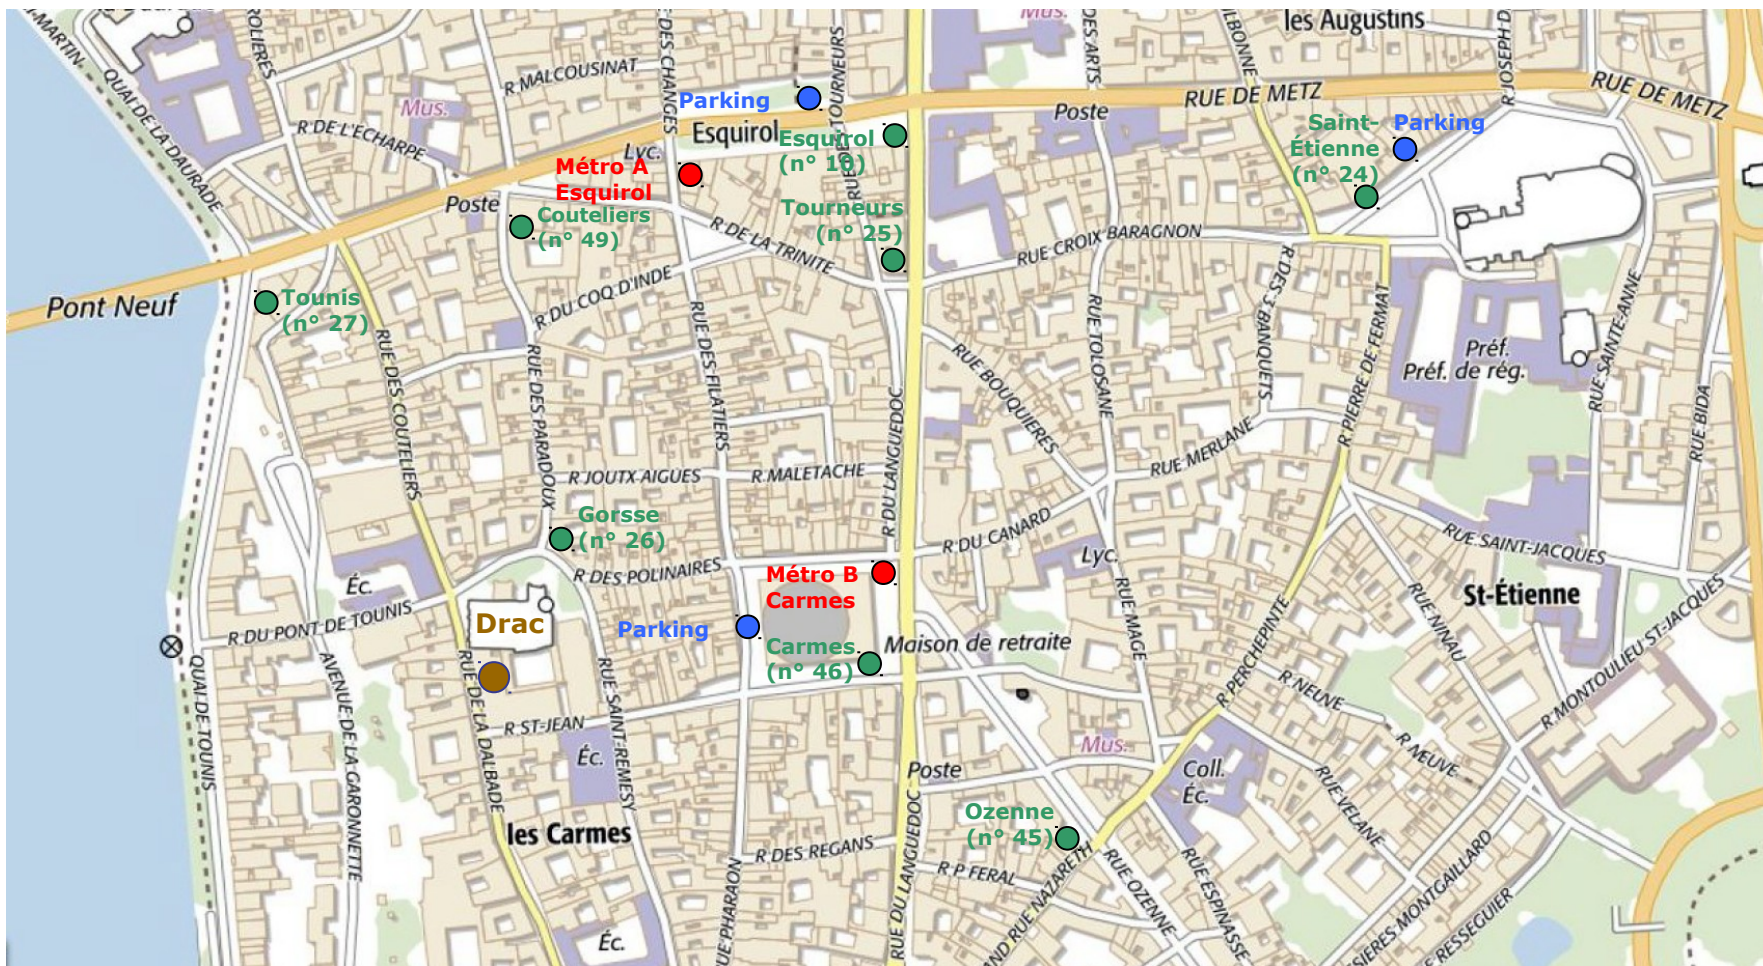 QUAI DE LA DAURADE
R MALCOUSINAT
DES CHANGES
Mus.
Mus.
DES ARTS
les Augustins
R JOSEPH D
RUE DE METZ
RUE DE METZ
R DE L'ECHARPE
Parking
Esquirol
Lyc.
Poste
Esquirol
(n° 10)
Saint-
Étienne
(n° 24)
Parking
Métro A
Esquirol
Poste
Couteliers
(n° 49)
Tourneurs
(n° 25)
R DE LA TRINITE
RUE CROIX BARAGNON
R DES 3 BANQUETS
Pont Neuf
Tounis
(n° 27)
R DU COQ D'INDE
RUE DES COUTELIERS
RUE DES PARADOUX
RUE DES FILATIERS
RUE BOUQUIERES
RUE TOLOSANE
R PIERRE DE FERMAT
Préf.
Préf. de rég.
RUE SAINTE-ANNE
RUE BIDA
R JOUTX-AIGUES
R MALETACHE
R DU LANGUEDOC
RUE MERLANE
Gorsse
(n° 26)
R DU CANARD
RUE SAINT-JACQUES
R DES POLINAIRES
Métro B
Carmes
Lyc.
RUE MAGE
Éc.
R DU PONT DE TOUNIS
Drac
Parking
Carmes
(n° 46)
Maison de retraite
R PERCHEPINTE
RUE NINAU
St-Étienne
R MONTOULIEU ST-JACQUES
QUAI DE TOUNIS
AVENUE DE LA GARONNETTE
RUE DE LA DALBADE
R ST-JEAN
RUE SAINT-REMESY
R NEUVE
R NEUVE
Éc.
Mus.
Poste
Coll.
Éc.
RUE VELANE
les Carmes
Ozenne
(n° 45)
R DES REGANS
R P FERAL
RUE OZENNE
RUE ESPINASSE
RUE DU LANGUEDOC
Éc.